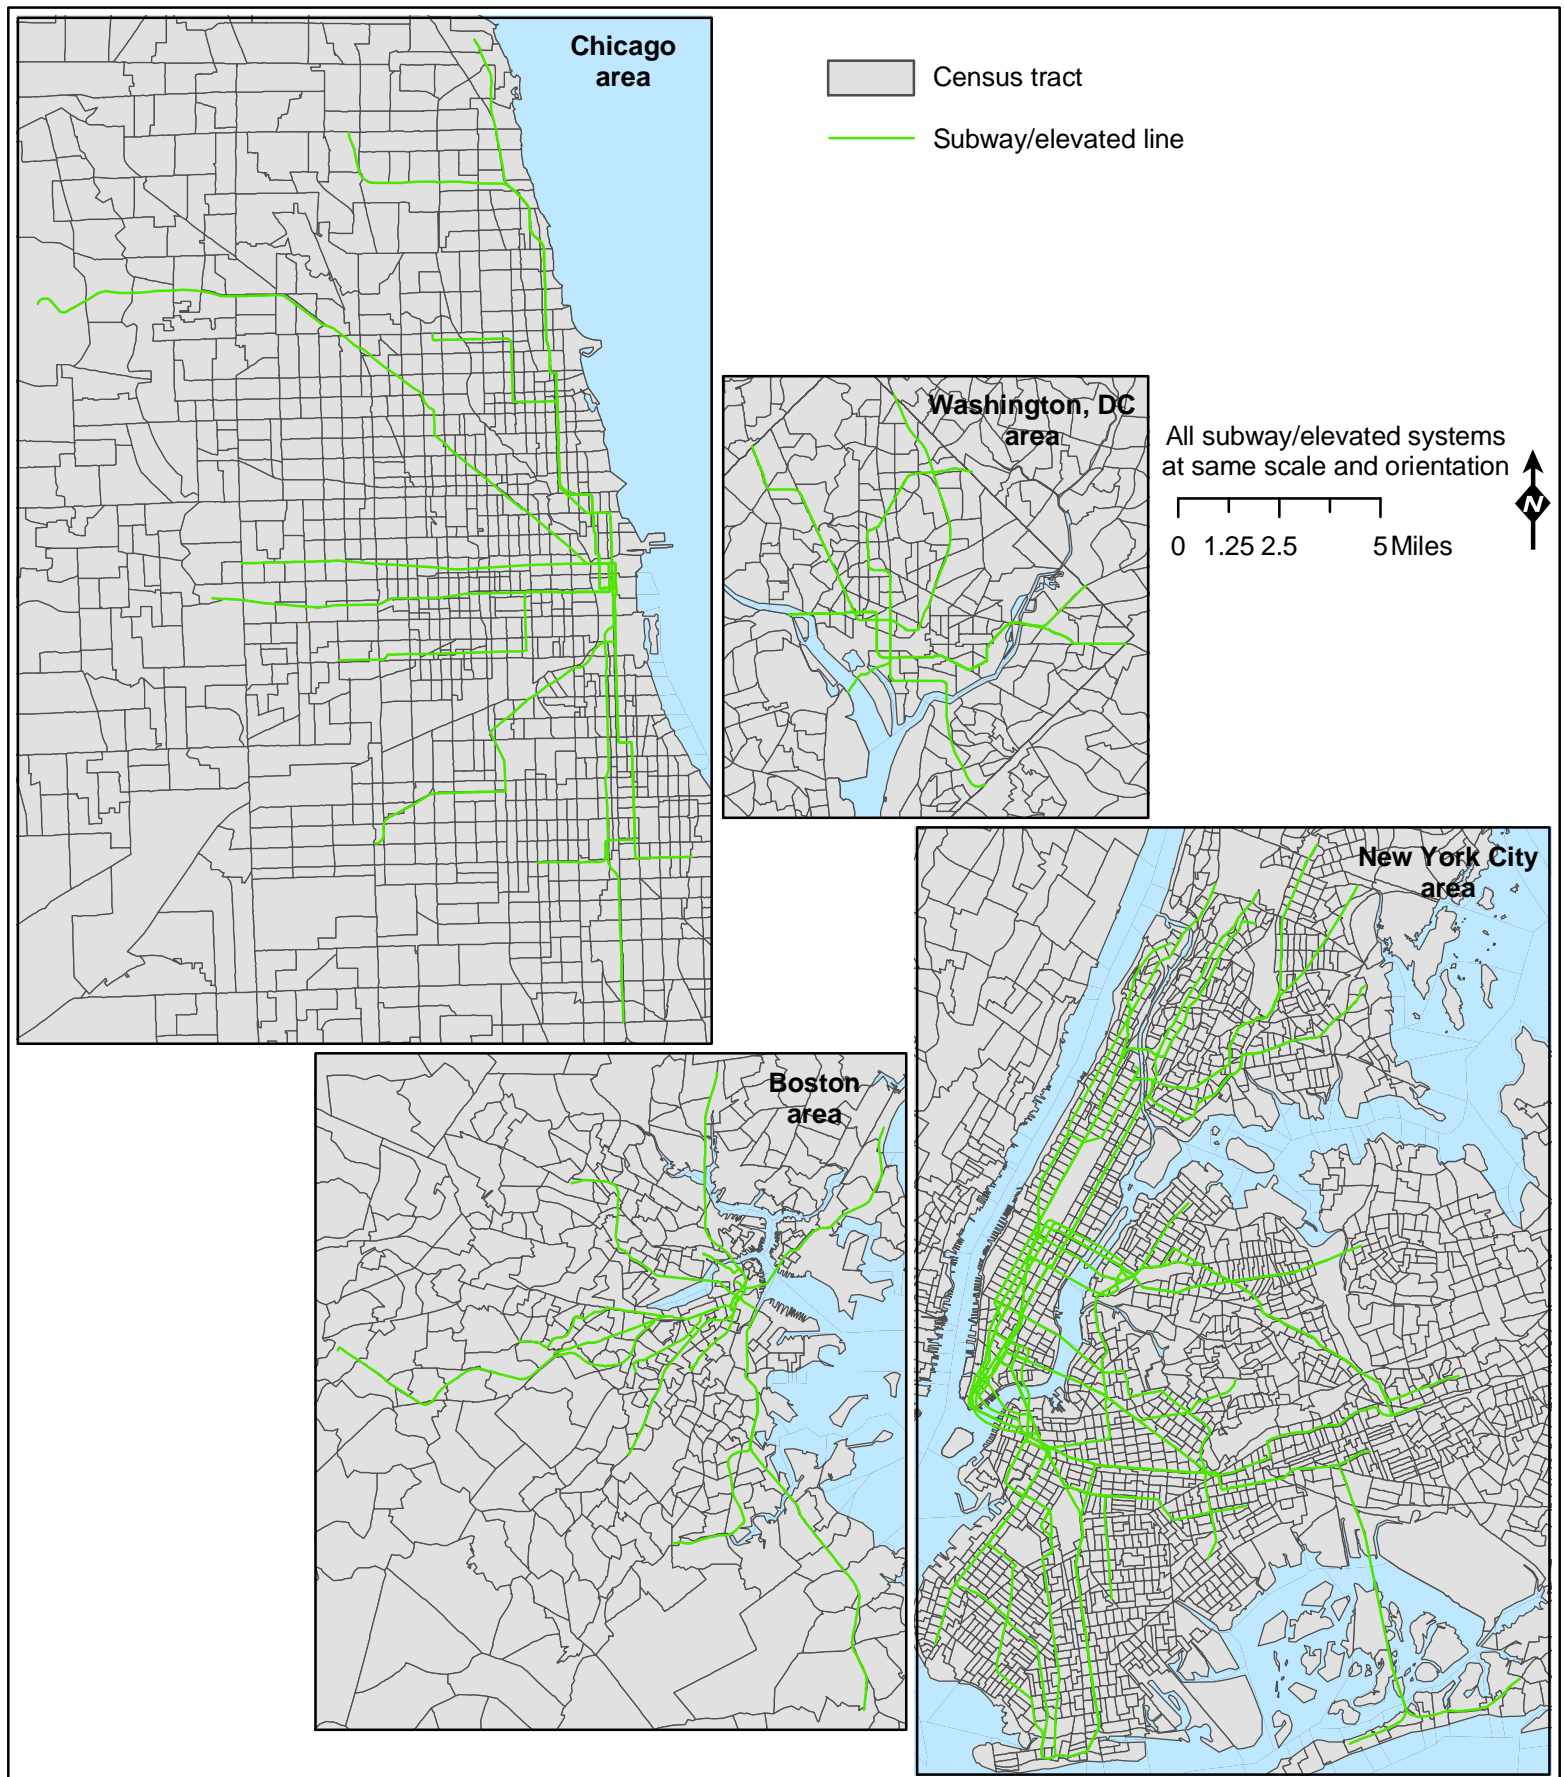 Chicago
area
Census tract
Subway/elevated line
Washington, DC
area
All subway/elevated systems
at same scale and orientation
N
0 1.25 2.5 5 Miles
New York City
area
Boston
area